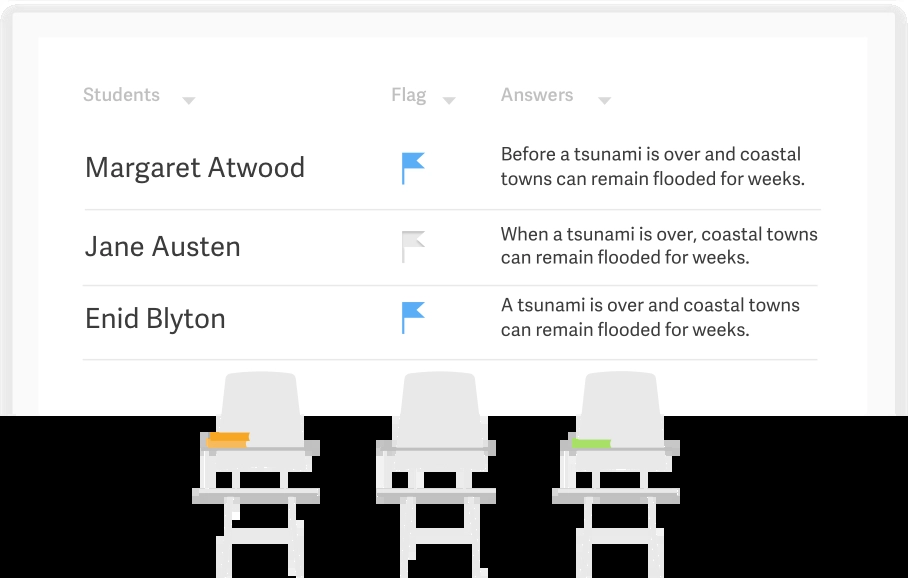 Students Flag Answers
Margaret Atwood
Before a tsunami is over and coastal
towns can remain flooded for weeks.
Jane Austen
When a tsunami is over, coastal towns
can remain flooded for weeks.
Enid Blyton
A tsunami is over and coastal towns
can remain flooded for weeks.